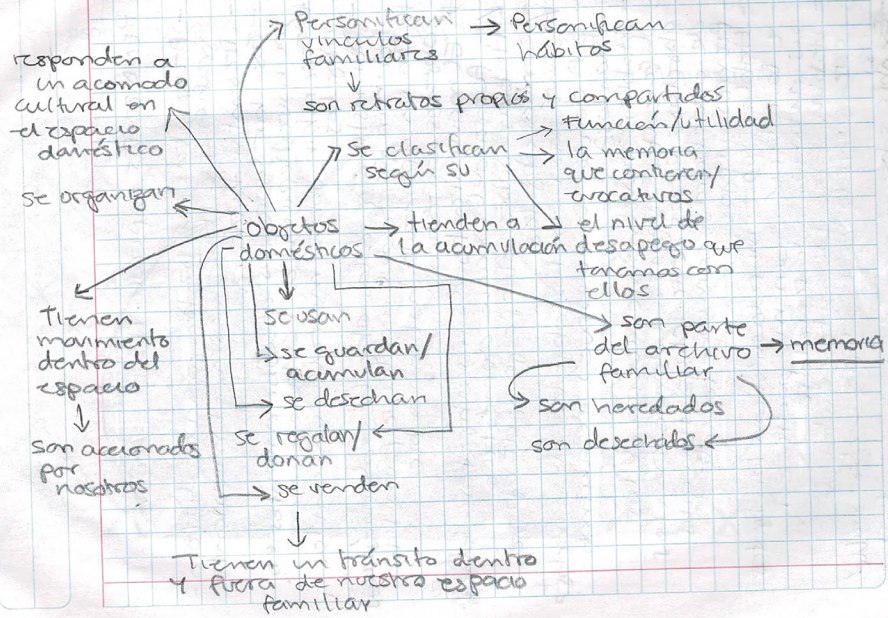 Personifican
vínculos
familiares
→ Personifican
hábitos
son retratos propios y compartidos
responden a
un acomodo
cultural en
el espacio
doméstico
se clasifican
según su
función/utilidad
la memoria
que contienen/
evocativos
el nivel de
desapego que
tenemos con
ellos
se organizan
Objetos
domésticos
→ tienden a
la acumulación
Tienen
movimiento
dentro del
espacio
son accionados
por
nosotros
se usan
se guardan/
acumulan
se desechan
se regalan/
donan
se venden
Tienen un tránsito dentro
y fuera de nuestro espacio
familiar
son parte
del archivo
familiar
→ memoria
son heredados
son desechados